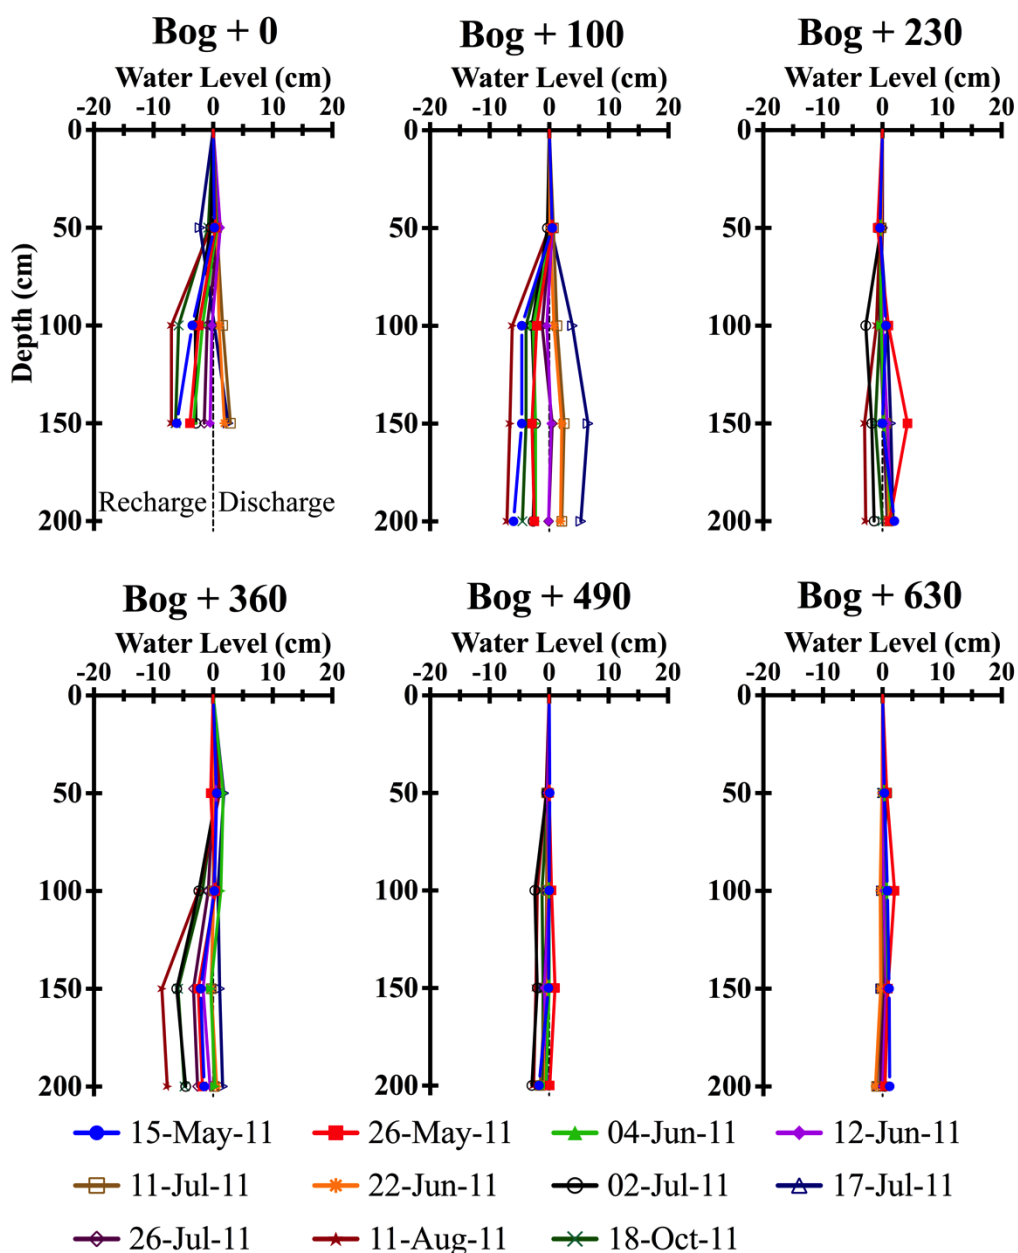 Bog + 0 Bog + 100 Bog + 230
Water Level (cm) Water Level (cm) Water Level (cm)
-20 -10 0 10 20 -20 -10 0 10 20 -20 -10 0 10 20
0 0 0
50 50 50
Depth (cm)
100 100 100
150 150 150
Recharge Discharge
200 200 200
Bog + 360 Bog + 490 Bog + 630
Water Level (cm) Water Level (cm) Water Level (cm)
-20 -10 0 10 20 -20 -10 0 10 20 -20 -10 0 10 20
0 0 0
50 50 50
100 100 100
150 150 150
200 200 200
15-May-11 26-May-11 04-Jun-11 12-Jun-11
11-Jul-11 22-Jun-11 02-Jul-11 17-Jul-11
26-Jul-11 11-Aug-11 18-Oct-11